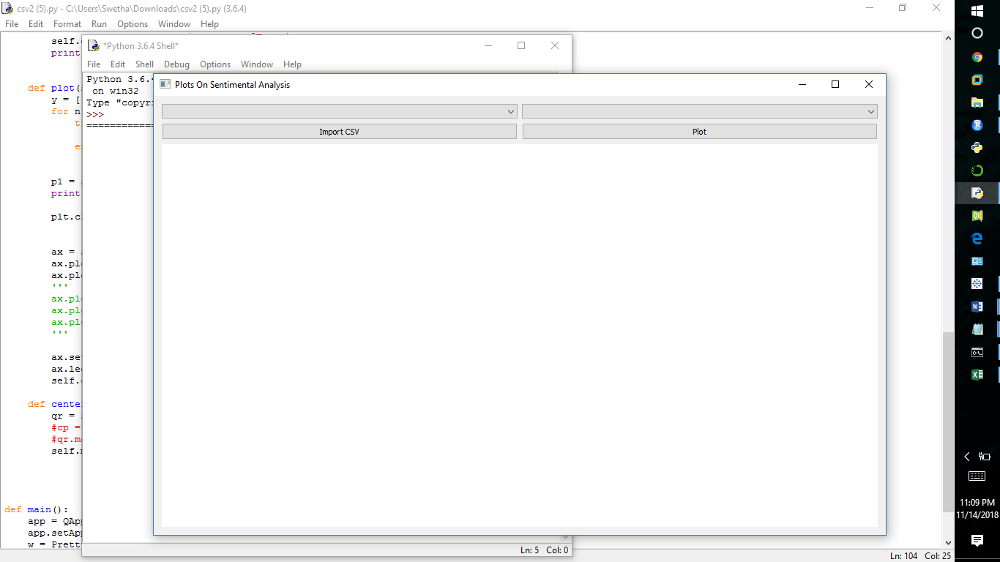 csv2 (5).py - C:\Users\Swetha\Downloads\csv2 (5).py (3.6.4)
File Edit Format Run Options Window Help
self.
print
def plot(
y = [
for n
t
e
p1 =
print
plt.c
ax =
ax.pl
ax.pl
'''
ax.pl
ax.pl
ax.pl
'''
ax.se
ax.le
self.
def cente
qr =
#cp =
#qr.m
self.
def main():
app = QAp
app.setAp
w = Prett
*Python 3.6.4 Shell*
File Edit Shell Debug Options Window Help
Python 3.6.4
on win32
Type "copyr
>>>
============
Plots On Sentimental Analysis
Import CSV Plot
Ln: 5 Col: 0
Ln: 104 Col: 25
11:09 PM
11/14/2018